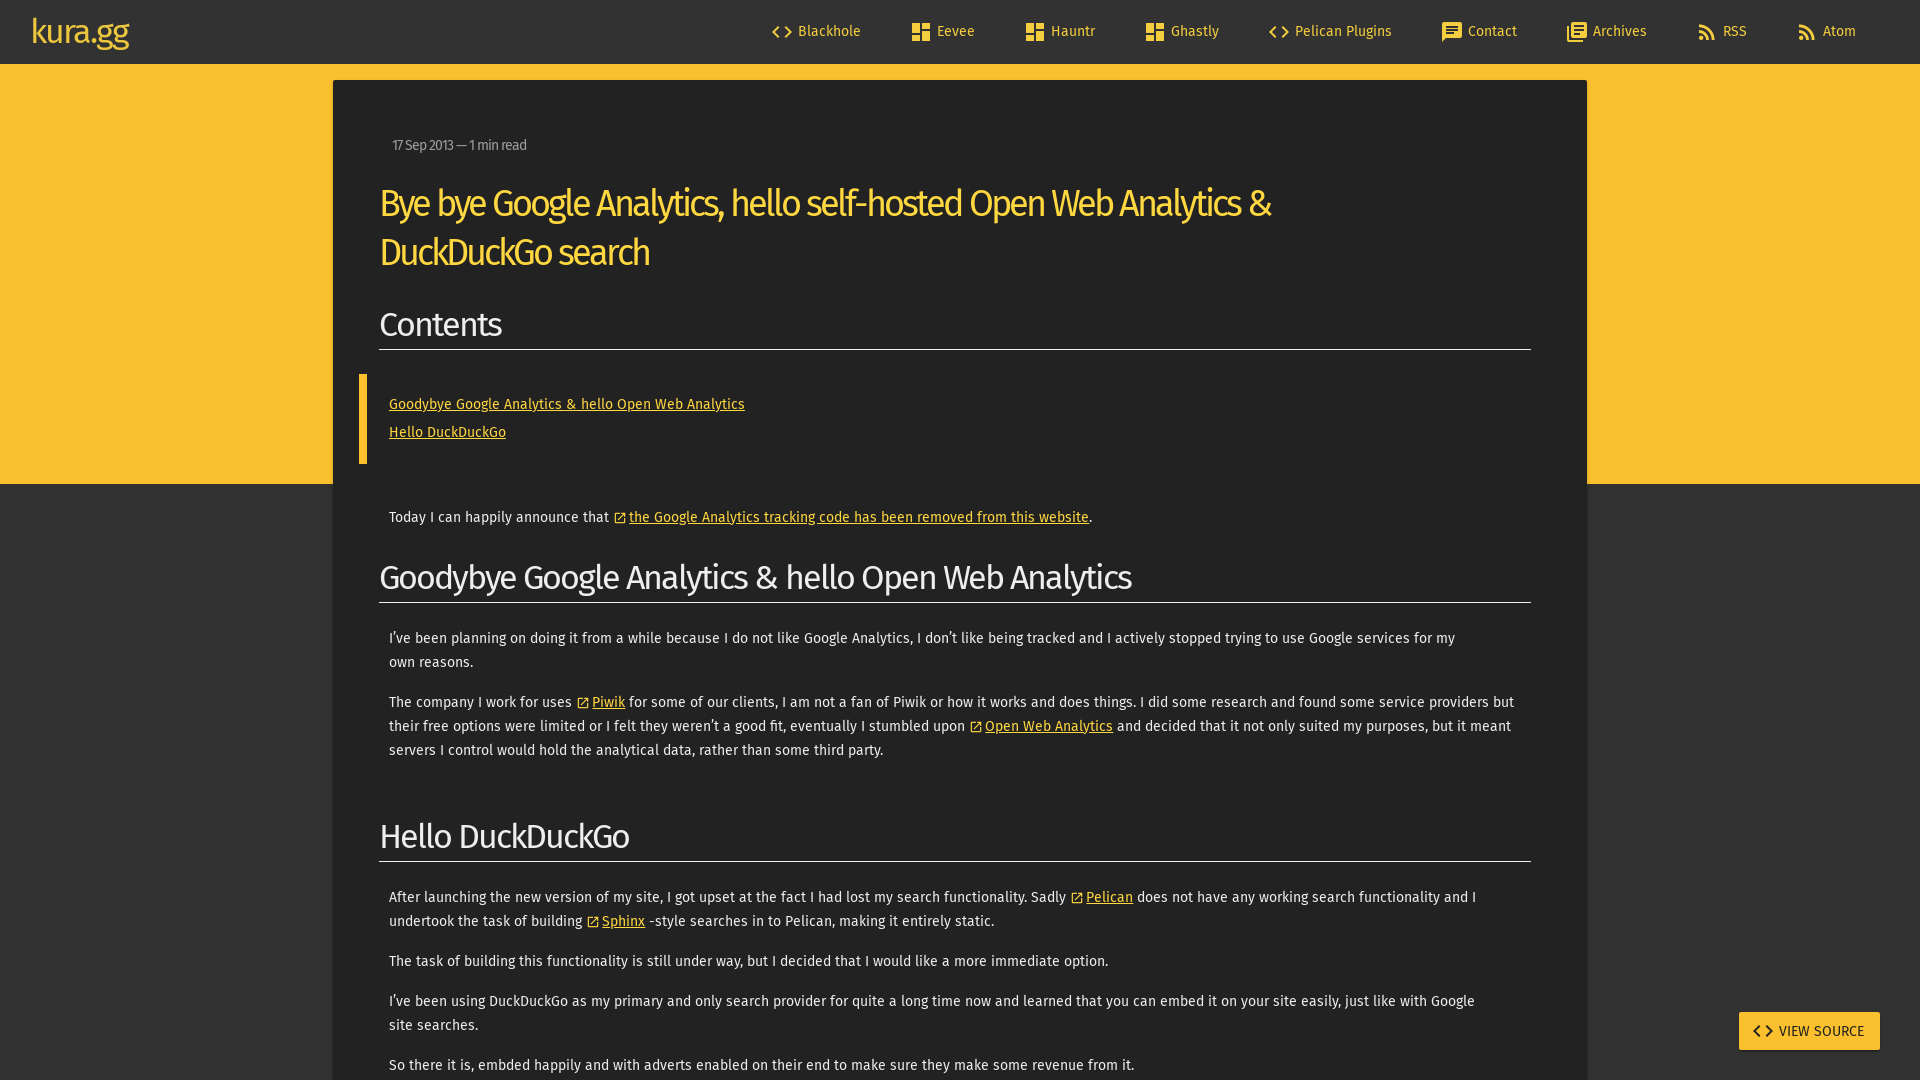 kura.gg
Blackhole
Eevee
Hauntr
Ghastly
Pelican Plugins
Contact
Archives
RSS
Atom
17 Sep 2013 — 1 min read
Bye bye Google Analytics, hello self-hosted Open Web Analytics &
DuckDuckGo search
Contents
Goodybye Google Analytics & hello Open Web Analytics
Hello DuckDuckGo
Today I can happily announce that the Google Analytics tracking code has been removed from this website.
Goodybye Google Analytics & hello Open Web Analytics
I’ve been planning on doing it from a while because I do not like Google Analytics, I don’t like being tracked and I actively stopped trying to use Google services for my
own reasons.
The company I work for uses Piwik for some of our clients, I am not a fan of Piwik or how it works and does things. I did some research and found some service providers but
their free options were limited or I felt they weren’t a good fit, eventually I stumbled upon Open Web Analytics and decided that it not only suited my purposes, but it meant
servers I control would hold the analytical data, rather than some third party.
Hello DuckDuckGo
After launching the new version of my site, I got upset at the fact I had lost my search functionality. Sadly Pelican does not have any working search functionality and I
undertook the task of building Sphinx -style searches in to Pelican, making it entirely static.
The task of building this functionality is still under way, but I decided that I would like a more immediate option.
I’ve been using DuckDuckGo as my primary and only search provider for quite a long time now and learned that you can embed it on your site easily, just like with Google
site searches.
So there it is, embded happily and with adverts enabled on their end to make sure they make some revenue from it.
VIEW SOURCE